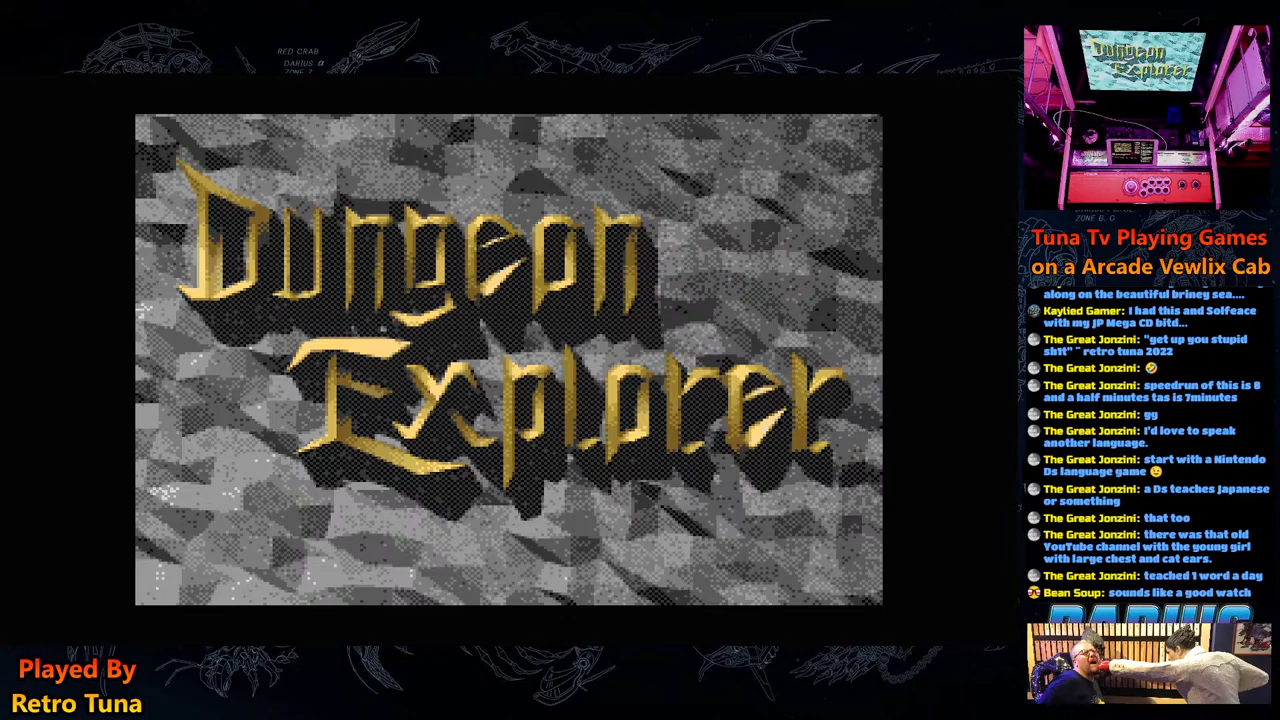 RED CRAB
DARIUS α
ZONE Z
Dungeon
Explorer
Dungeon
Explorer
ZONE B, G
Tuna Tv Playing Games
on a Arcade Vewlix Cab
along on the beautiful briney sea....
Kaylied Gamer: I had this and Solfeace
with my JP Mega CD bitd...
The Great Jonzini: "get up you stupid
sh1t" " retro tuna 2022
The Great Jonzini: 🤣
The Great Jonzini: speedrun of this is 8
and a half minutes tas is 7minutes
The Great Jonzini: gg
The Great Jonzini: I'd love to speak
another language.
The Great Jonzini: start with a Nintendo
Ds language game 😉
The Great Jonzini: a Ds teaches Japanese
or something
The Great Jonzini: that too
The Great Jonzini: there was that old
YouTube channel with the young girl
with large chest and cat ears.
The Great Jonzini: teached 1 word a day
Bean Soup: sounds like a good watch
DARIUS
Played By
Retro Tuna